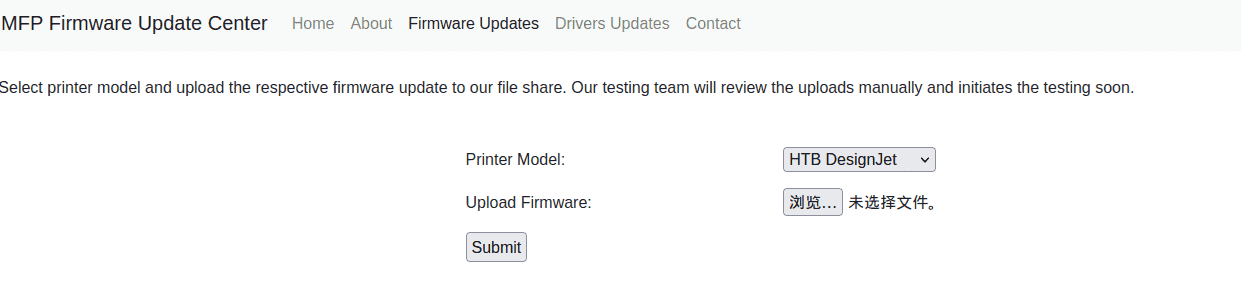 MFP Firmware Update Center Home About Firmware Updates Drivers Updates Contact
Select printer model and upload the respective firmware update to our file share. Our testing team will review the uploads manually and initiates the testing soon.
Printer Model: HTB DesignJet
Upload Firmware: 浏览… 未选择文件。
Submit